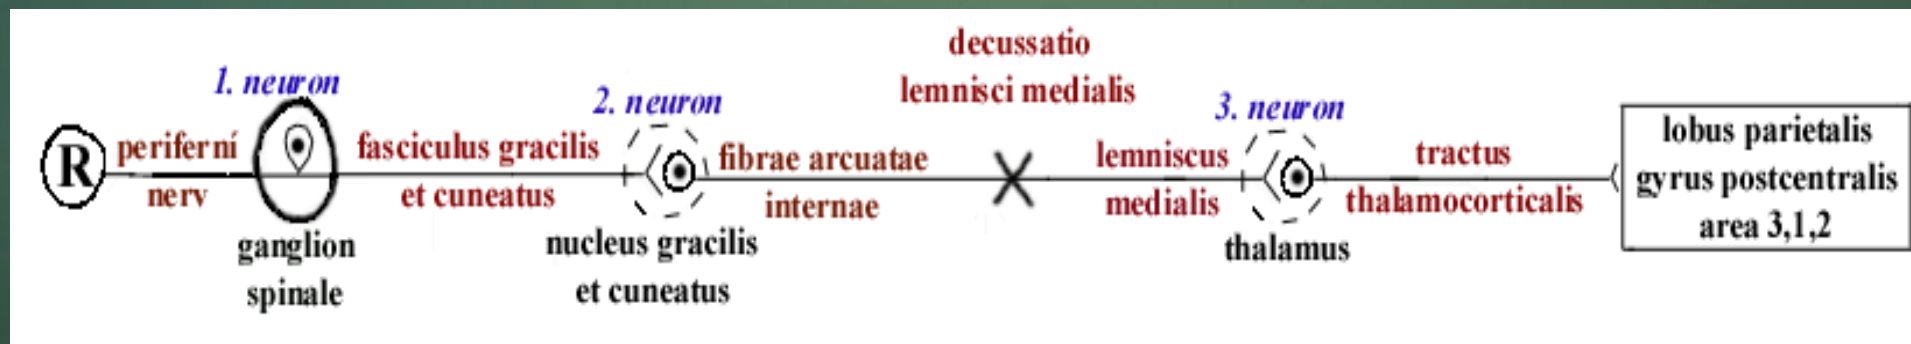 R
periferní
nerv
1. neuron
ganglion
spinale
fasciculus gracilis
et cuneatus
2. neuron
nucleus gracilis
et cuneatus
fibrae arcuatae
internae
decussatio
lemnisci medialis
lemniscus
medialis
3. neuron
thalamus
tractus
thalamocorticalis
lobus parietalis
gyrus postcentralis
area 3,1,2